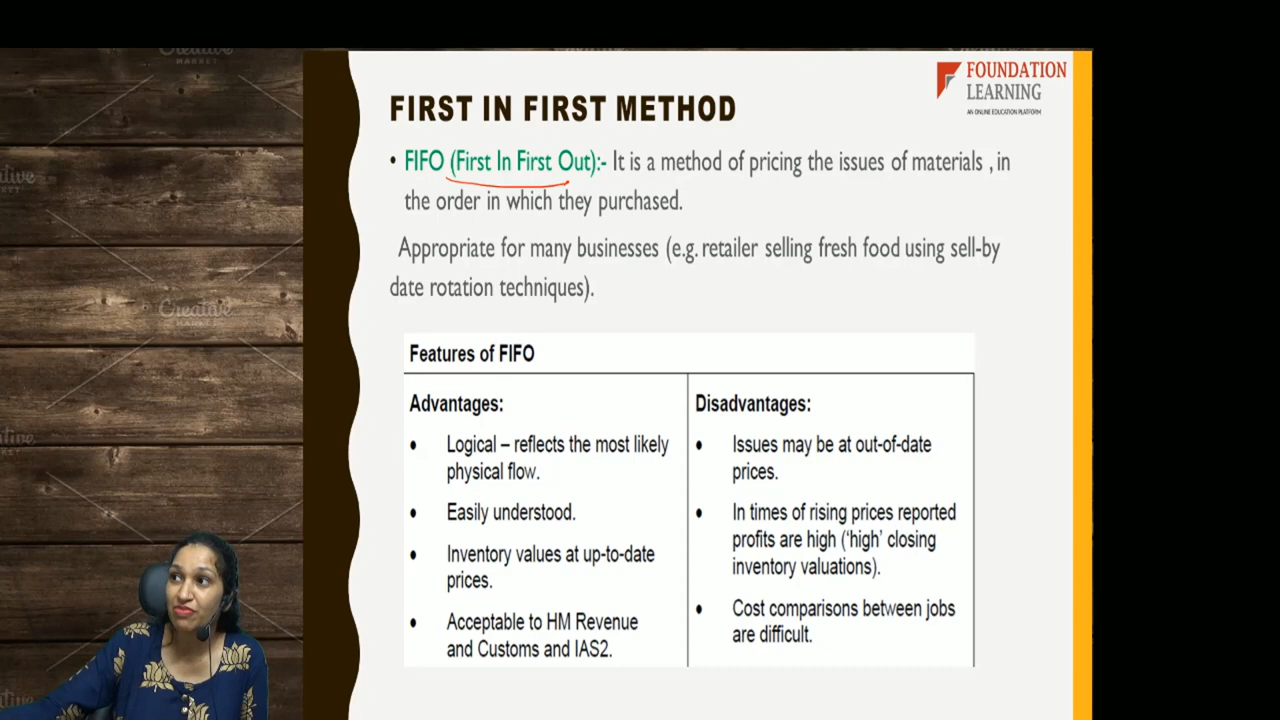 Creative
MARKET
FOUNDATION
LEARNING
AN ONLINE EDUCATION PLATFORM
FIRST IN FIRST METHOD
• FIFO (First In First Out):- It is a method of pricing the issues of materials , in
the order in which they purchased.
Appropriate for many businesses (e.g. retailer selling fresh food using sell-by
date rotation techniques).
Features of FIFO
Advantages:
• Logical – reflects the most likely
physical flow.
• Easily understood.
• Inventory values at up-to-date
prices.
• Acceptable to HM Revenue
and Customs and IAS2.
Disadvantages:
• Issues may be at out-of-date
prices.
• In times of rising prices reported
profits are high (‘high’ closing
inventory valuations).
• Cost comparisons between jobs
are difficult.
Creative
MARKET